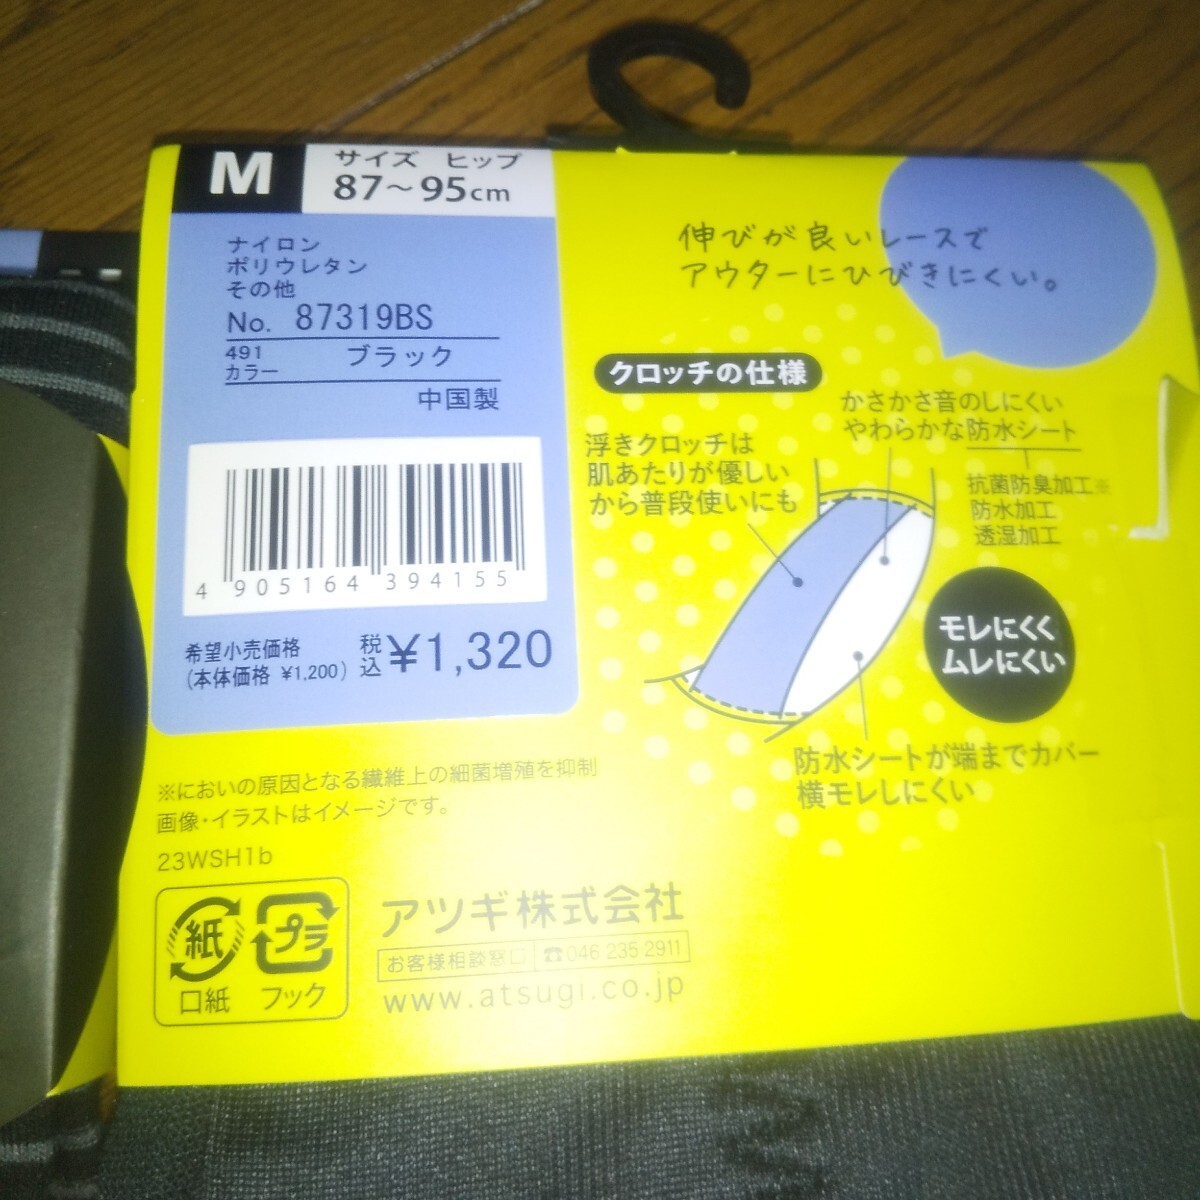 M
サイズ ヒップ
87～95cm
ナイロン
ポリウレタン
その他
No. 87319BS
491
カラー ブラック
中国製
4 905164 394155
希望小売価格
(本体価格 ¥1,200)
税込 ¥1,320
伸びが良いレースで
アウターにひびきにくい。
クロッチの仕様
かさかさ音のしにくい
やわらかな防水シート
浮きクロッチは
肌あたりが優しい
から普段使いにも
抗菌防臭加工※
防水加工
透湿加工
モレにくく
ムレにくい
防水シートが端までカバー
横モレしにくい
※においの原因となる繊維上の細菌増殖を抑制
画像・イラストはイメージです。
23WSH1b
紙
プラ
口紙
フック
アツギ株式会社
お客様相談窓口 ☎046 235 2911
www.atsugi.co.jp